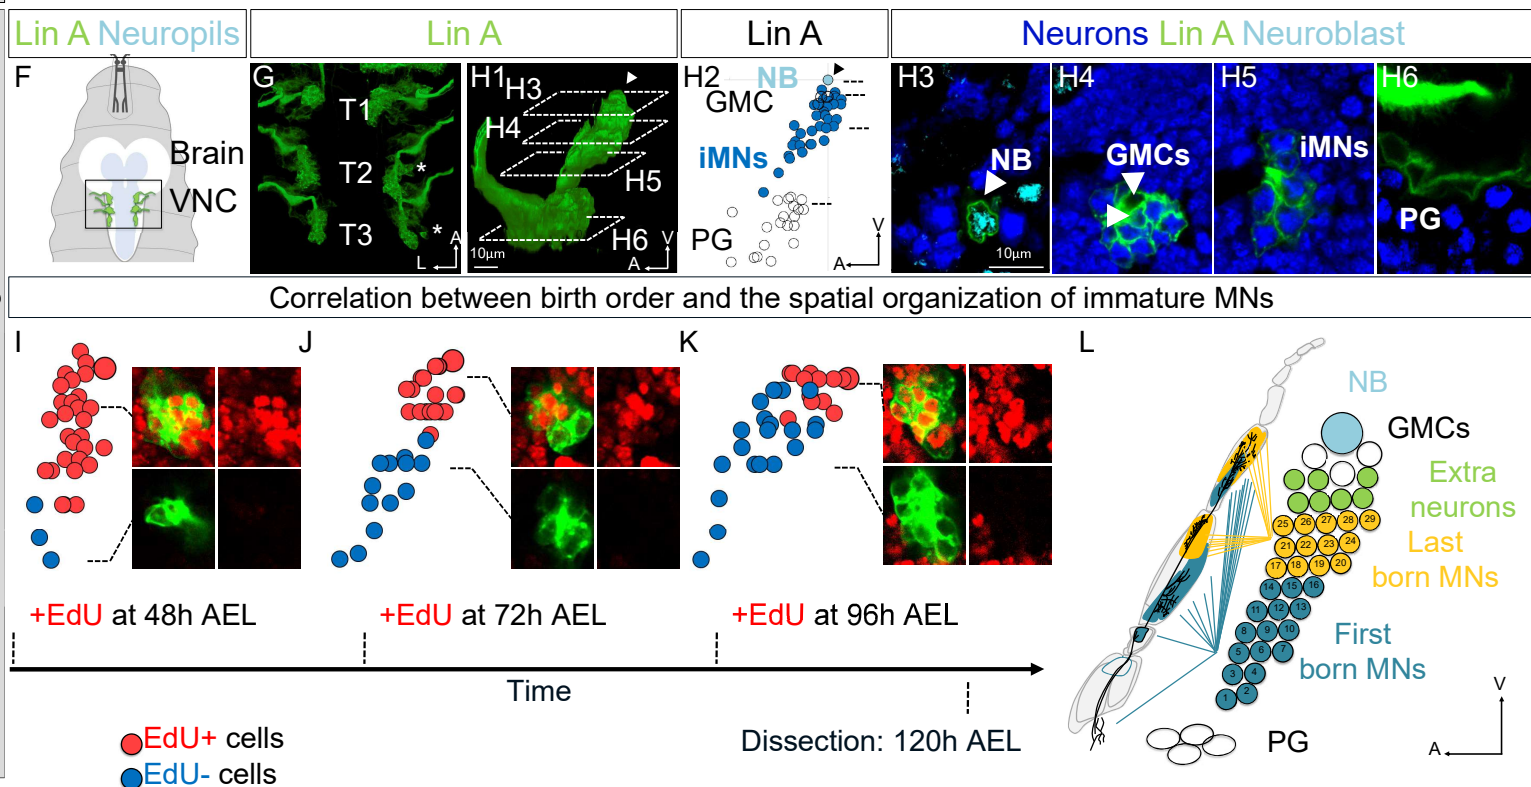 Lin A Neuropils
Lin A
Lin A
Neurons Lin A Neuroblast
F
Brain
VNC
G
T1
T2
T3
*
*
A
L
H1
H3
H4
H5
H6
10µm
A
V
H2
NB
GMC
iMNs
PG
A
V
H3
NB
10µm
H4
GMCs
H5
iMNs
H6
PG
Correlation between birth order and the spatial organization of immature MNs
I
J
K
L
+EdU at 48h AEL
+EdU at 72h AEL
+EdU at 96h AEL
Time
Dissection: 120h AEL
EdU+ cells
EdU- cells
NB
GMCs
Extra
neurons
25 26 27 28 29
21 22 23 24
Last
born MNs
17 18 19 20
14 15 16
11 12 13
8 9 10
First
born MNs
5 6 7
3 4
1 2
PG
V
A